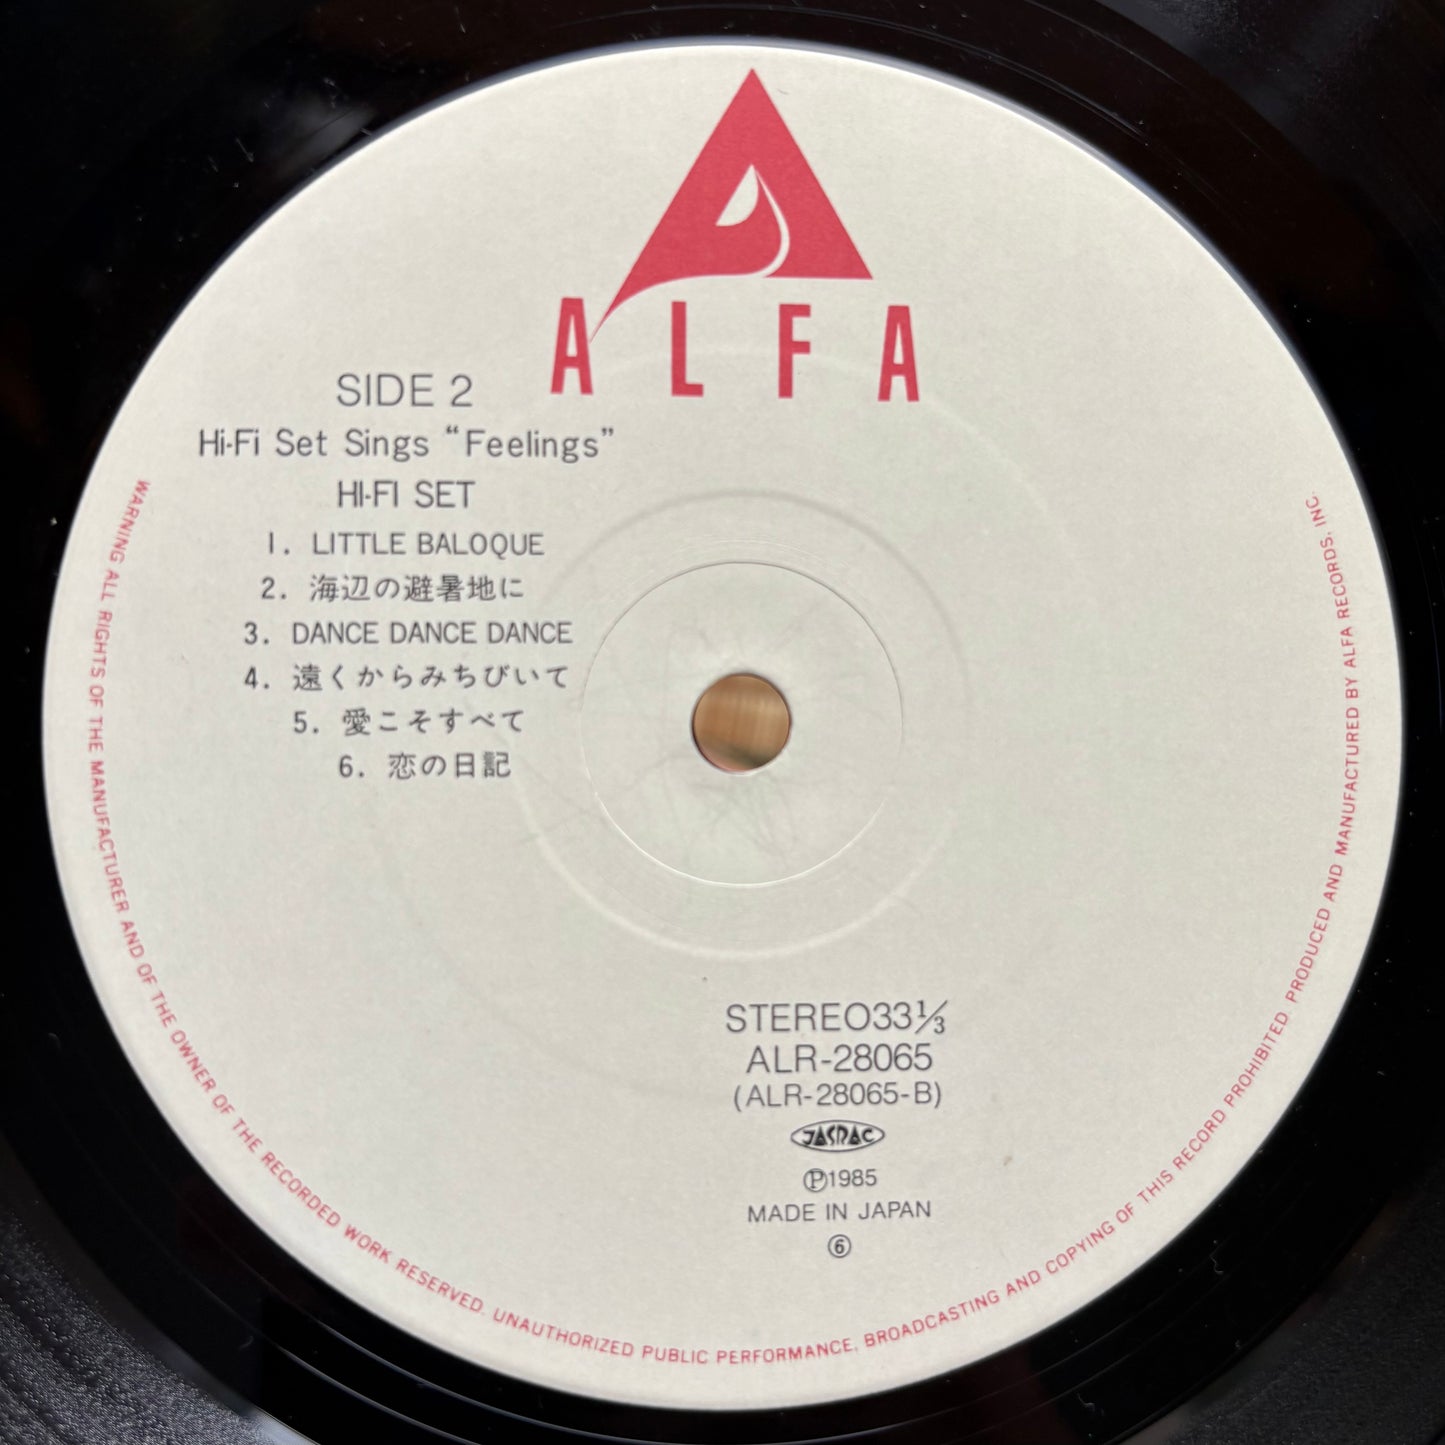 ALFA
SIDE 2
Hi-Fi Set Sings “Feelings”
HI-FI SET
1. LITTLE BALOQUE
2. 海辺の避暑地に
3. DANCE DANCE DANCE
4. 遠くからみちびいて
5. 愛こそすべて
6. 恋の日記
STEREO33⅓
ALR-28065
(ALR-28065-B)
JASRAC
Ⓟ1985
MADE IN JAPAN
⑥
WARNING ALL RIGHTS OF THE MANUFACTURER AND OF THE OWNER OF THE RECORDED WORK RESERVED. UNAUTHORIZED PUBLIC PERFORMANCE, BROADCASTING AND COPYING OF THIS RECORD PROHIBITED. PRODUCED AND MANUFACTURED BY ALFA RECORDS, INC.